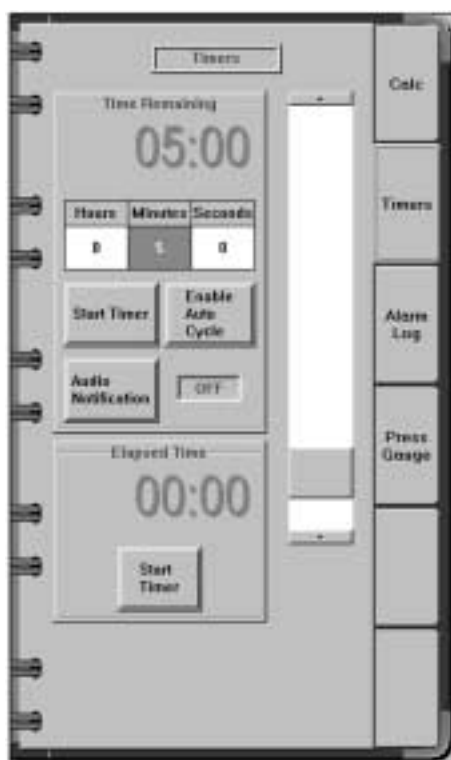 Timers
Time Remaining
05:00
Hours Minutes Seconds
0 5 0
Start Timer
Enable
Auto
Cycle
Audio
Notification
OFF
Elapsed Time
00:00
Start
Timer
Calc
Timers
Alarm
Log
Press
Gauge